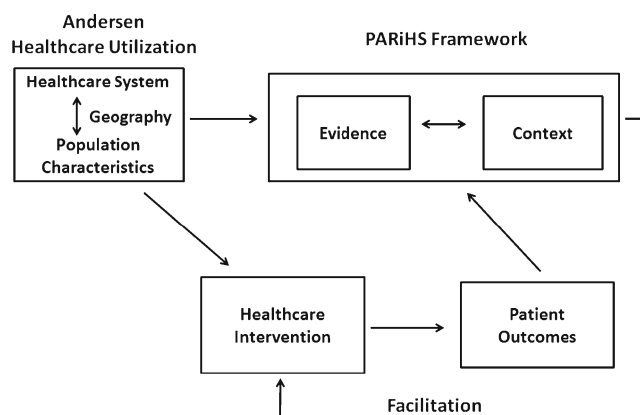 Andersen
Healthcare Utilization
PARiHS Framework
Healthcare System
Geography
Population
Characteristics
Evidence
Context
Healthcare
Intervention
Patient
Outcomes
Facilitation